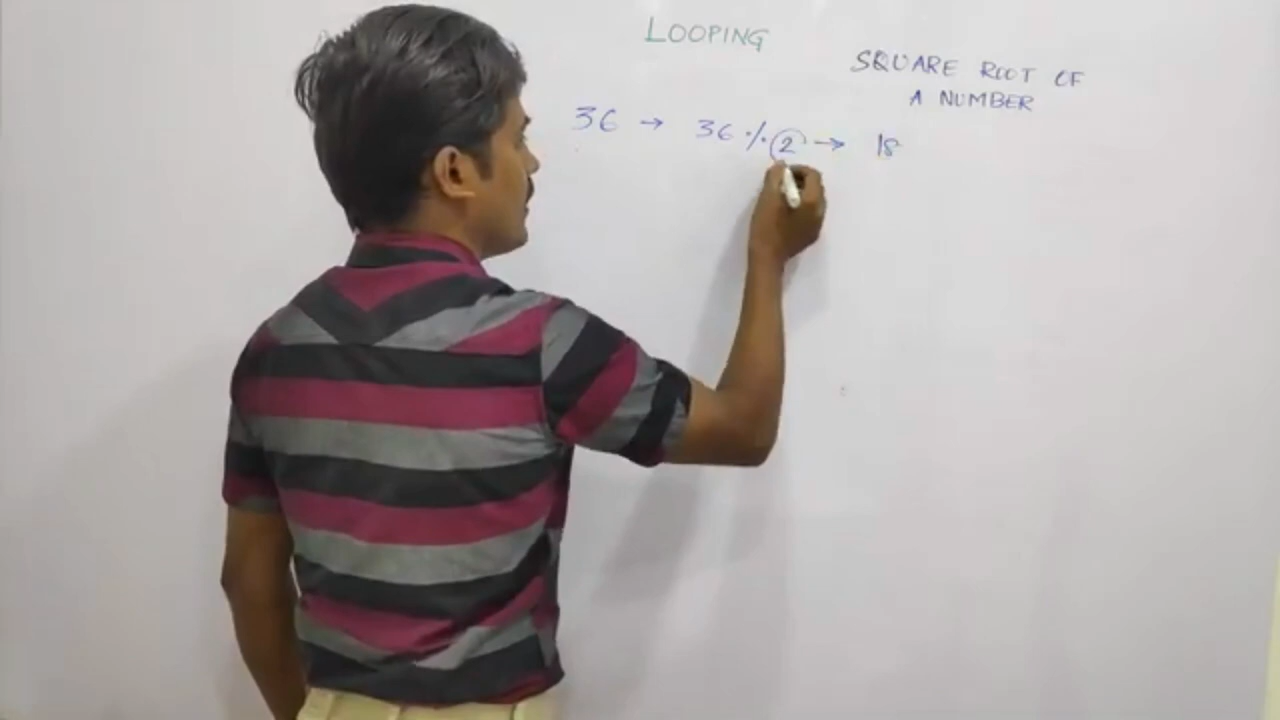 LOOPING
SQUARE ROOT OF
A NUMBER
36 → 36 % 2 → 18